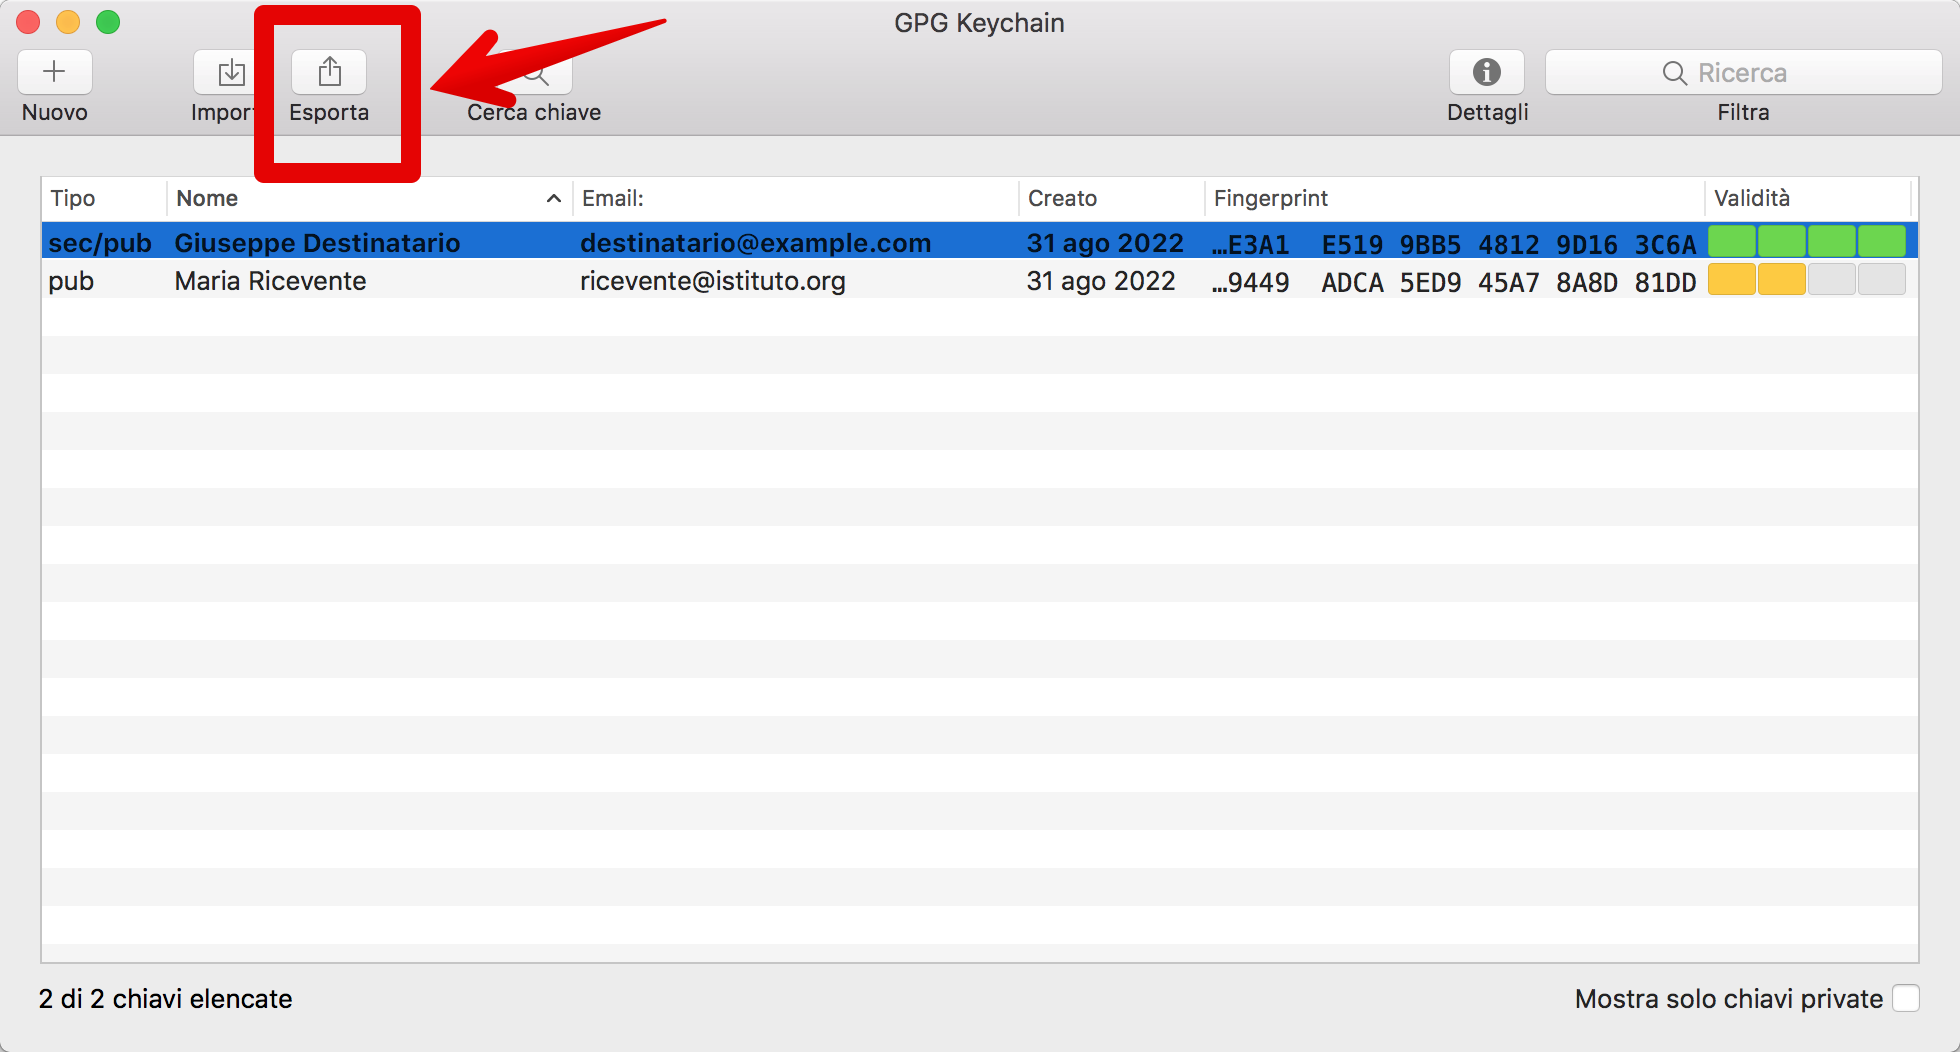 GPG Keychain
Nuovo
Esporta
Cerca chiave
Dettagli
Ricerca
Filtra
Tipo Nome Email: Creato Fingerprint Validità
sec/pub Giuseppe Destinatario destinatario@example.com 31 ago 2022 …E3A1 E519 9BB5 4812 9D16 3C6A
pub Maria Ricevente ricevente@istituto.org 31 ago 2022 …9449 ADCA 5ED9 45A7 8A8D 81DD
2 di 2 chiavi elencate
Mostra solo chiavi private